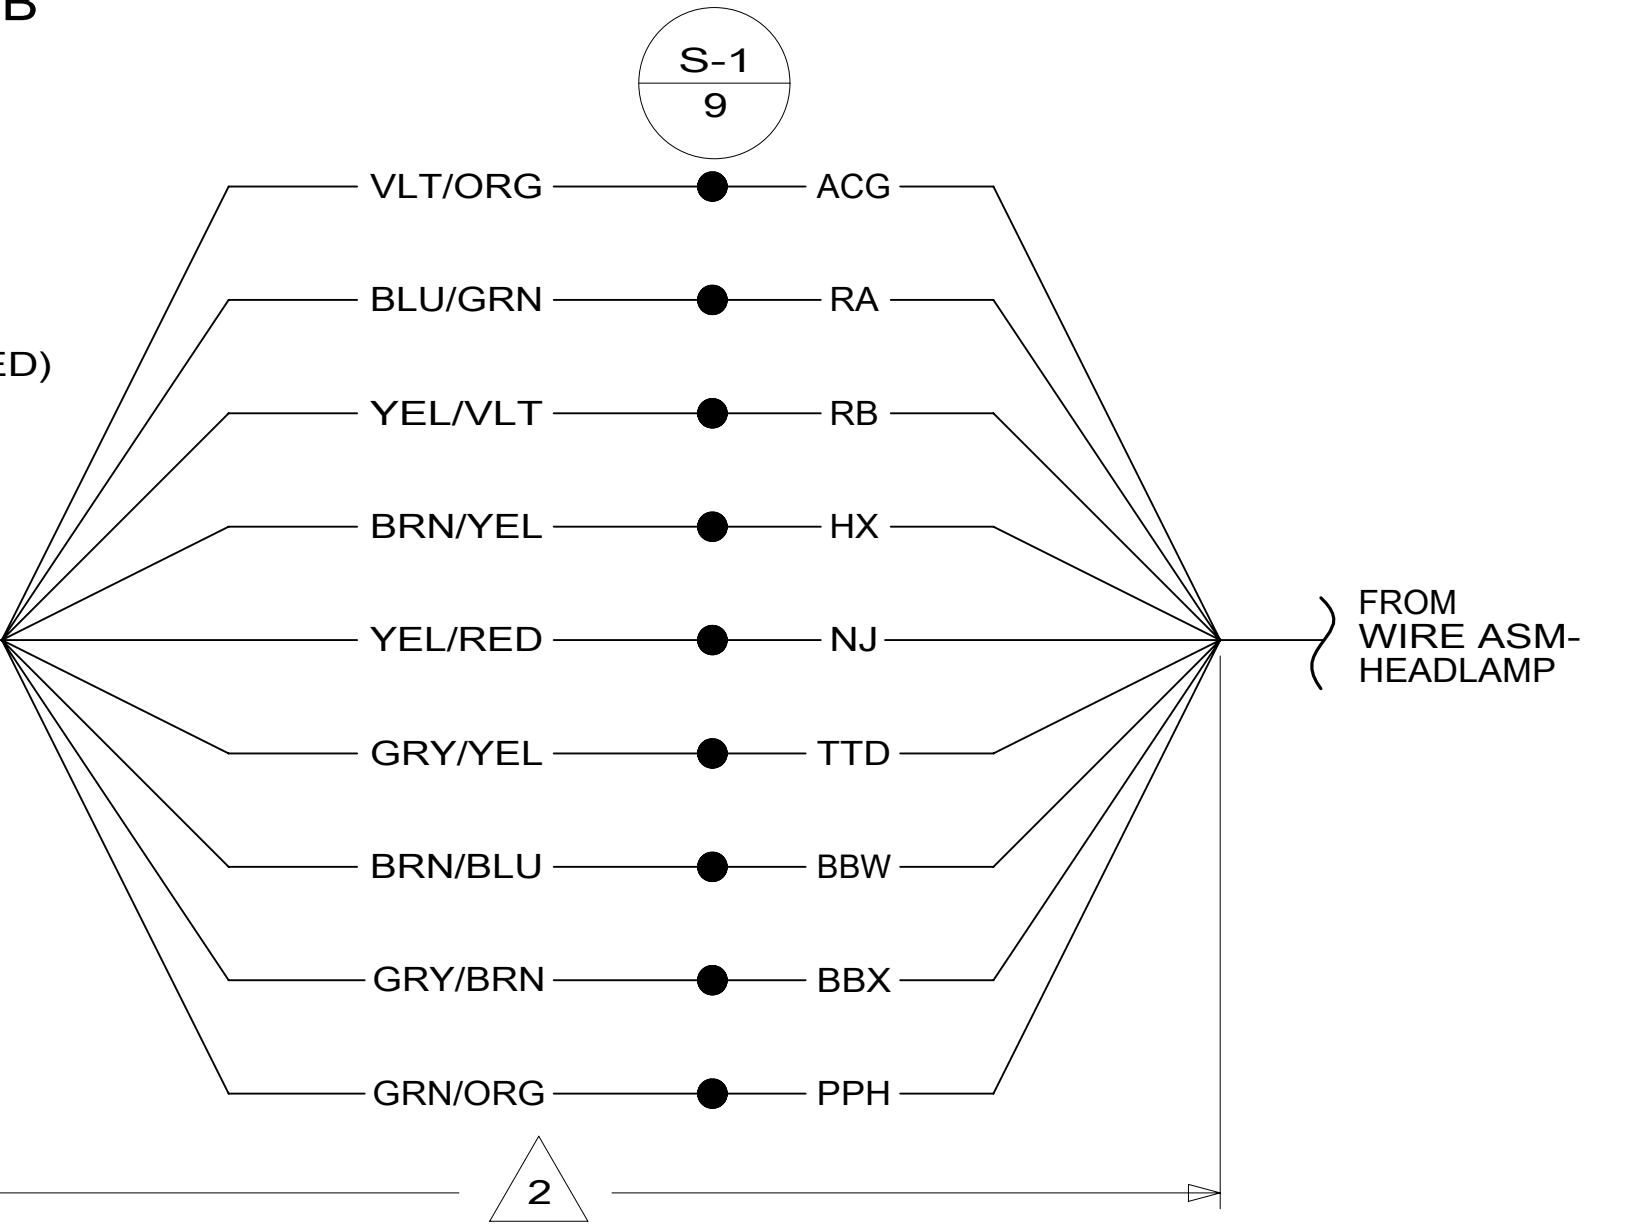 B
S-1
9
VLT/ORG ACG
BLU/GRN RA
ED)
YEL/VLT RB
BRN/YEL HX
FROM
WIRE ASM-
HEADLAMP
YEL/RED NJ
GRY/YEL TTD
BRN/BLU BBW
GRY/BRN BBX
GRN/ORG PPH
2